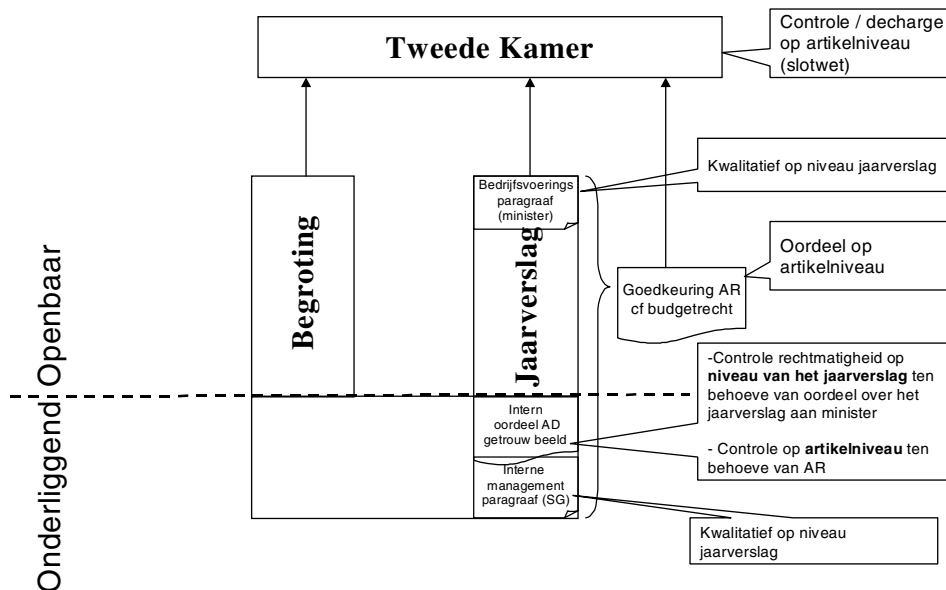 Tweede Kamer
Controle / decharge
op artikelniveau
(slotwet)
Kwalitatief op niveau jaarverslag
Bedrijfsvoerings
paragraaf
(minister)
Begroting
Jaarverslag
Oordeel op
artikelniveau
Goedkeuring AR
cf budgetrecht
Openbaar
Onderliggend
-Controle rechtmatigheid op
niveau van het jaarverslag ten
behoeve van oordeel over het
jaarverslag aan minister
- Controle op artikelniveau ten
behoeve van AR
Intern
oordeel AD
getrouw beeld
Interne
management
paragraaf (SG)
Kwalitatief op niveau
jaarverslag